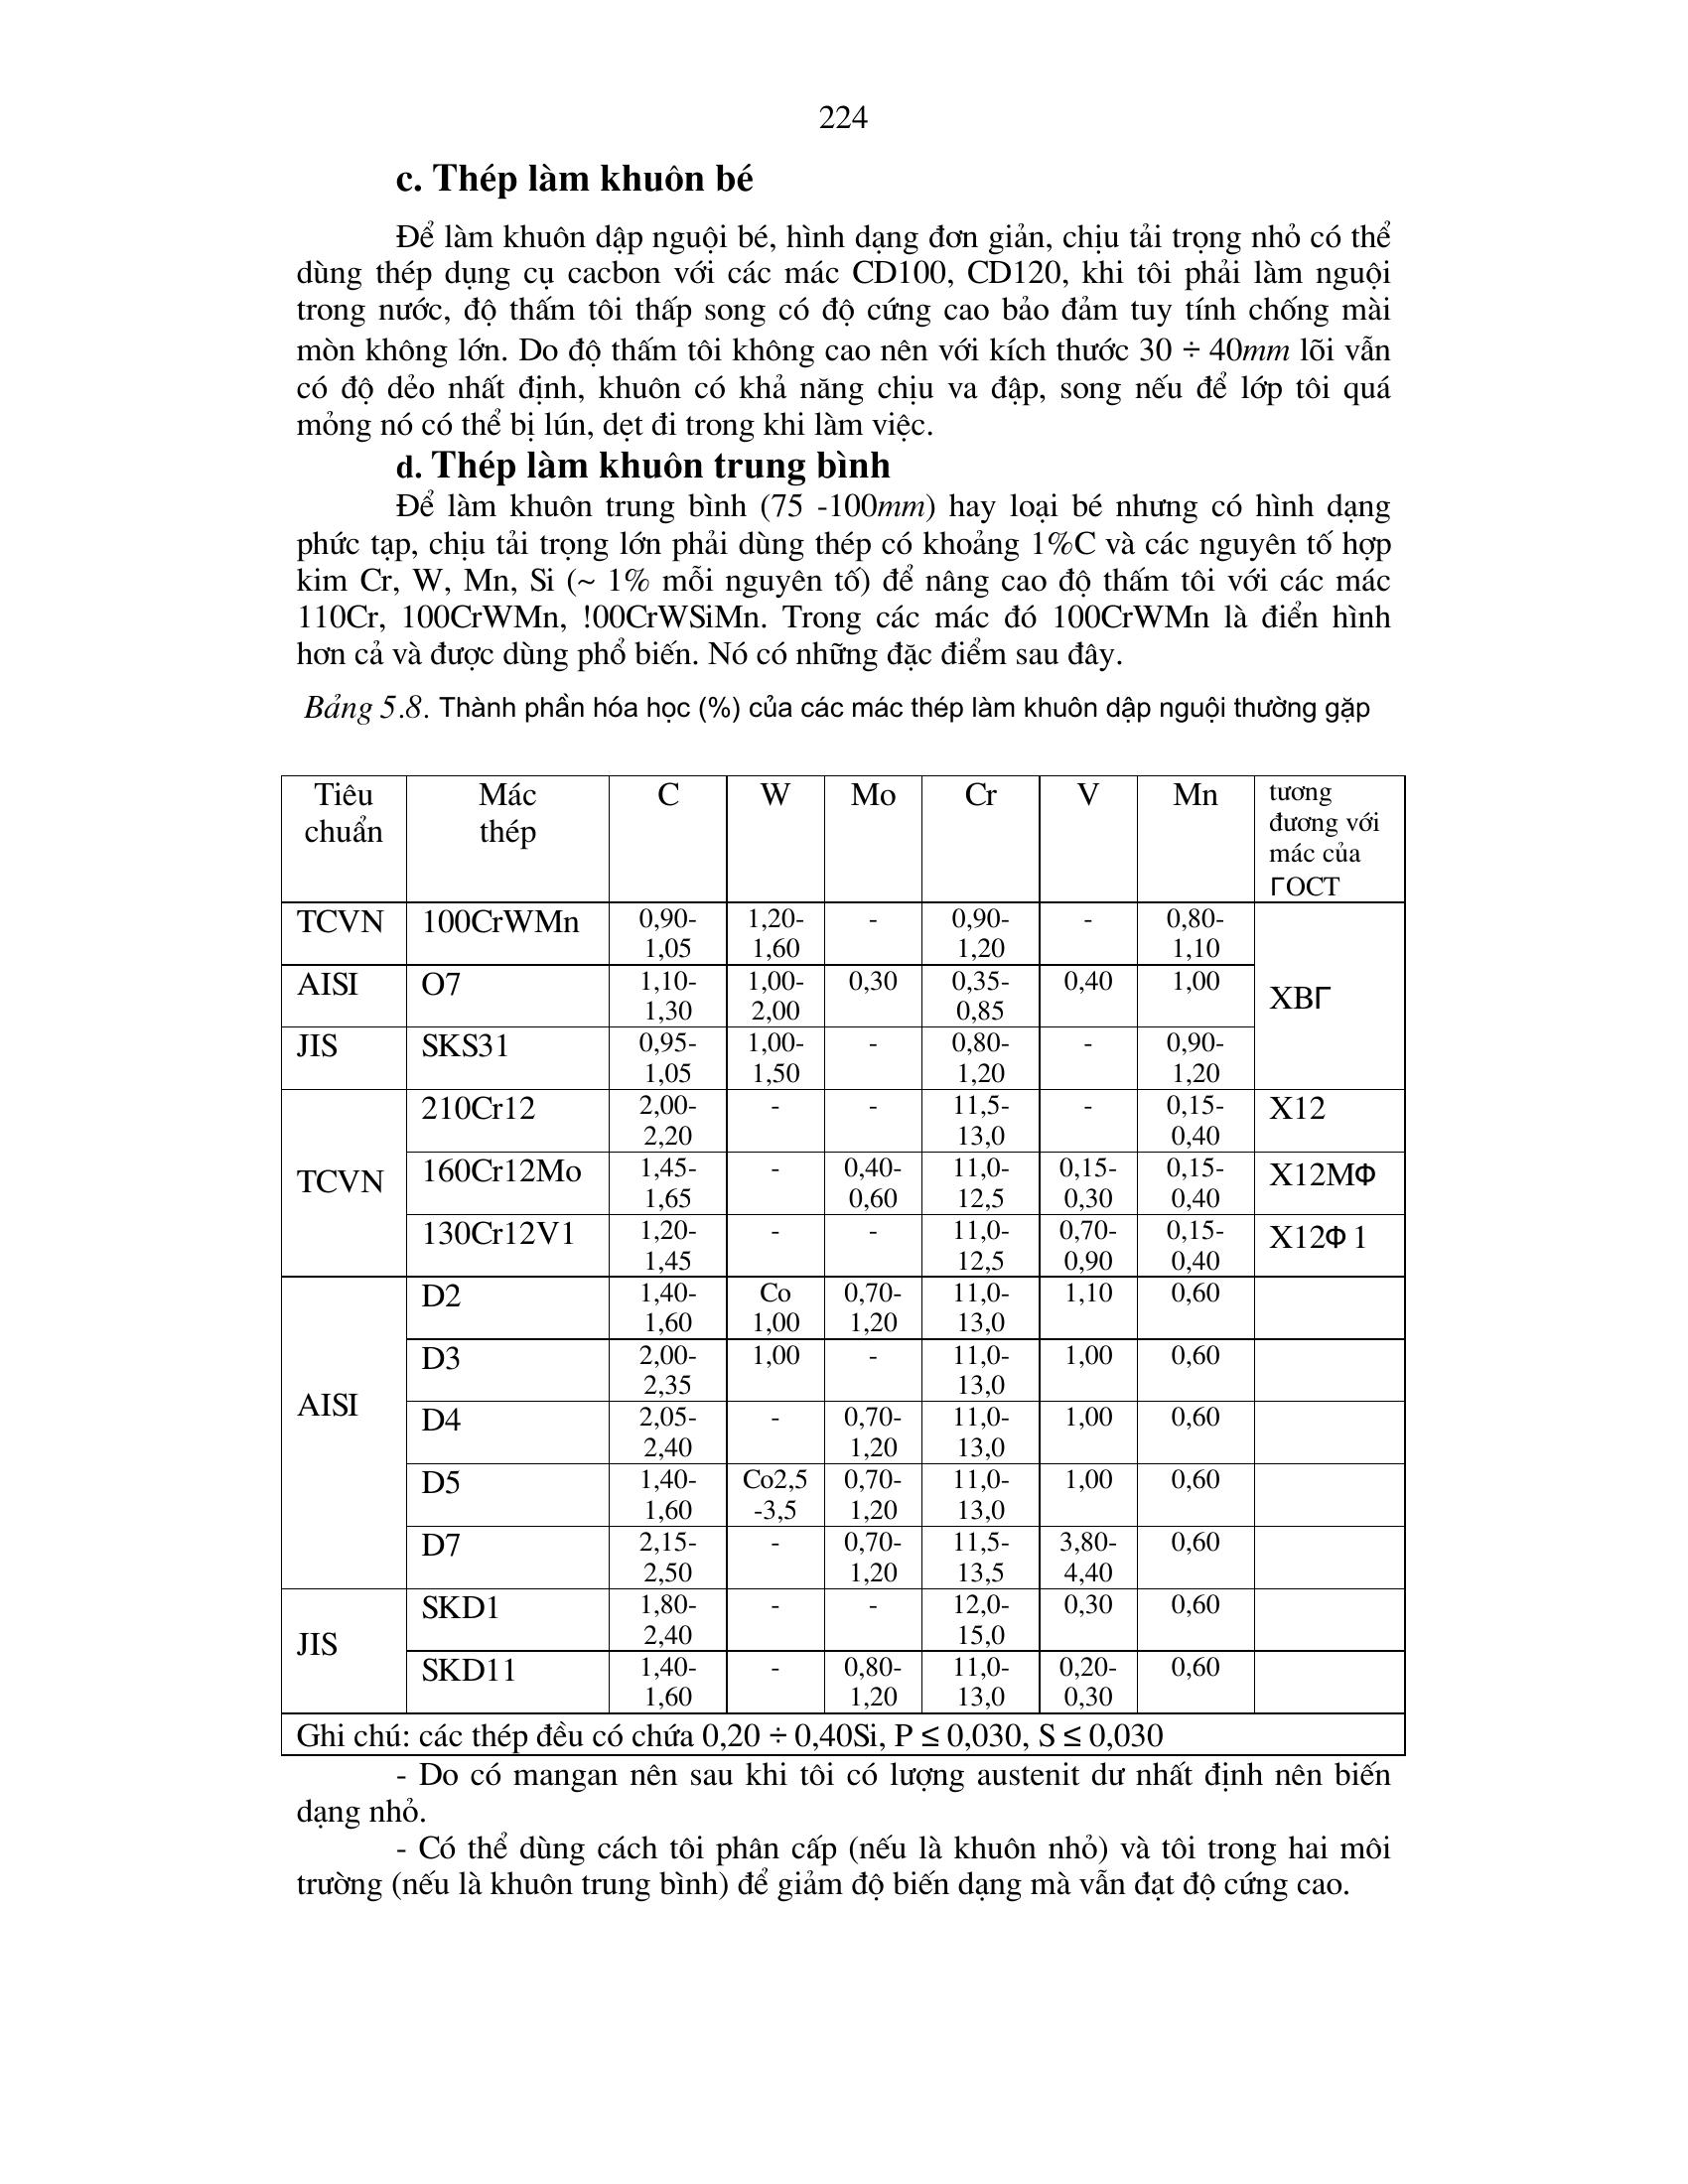 224
c. Thép làm khuôn bé
Để làm khuôn dập nguội bé, hình dạng đơn giản, chịu tải trọng nhỏ có thể
dùng thép dụng cụ cacbon với các mác CD100, CD120, khi tôi phải làm nguội
trong nước, độ thấm tôi thấp song có độ cứng cao bảo đảm tuy tính chống mài
mòn không lớn. Do độ thấm tôi không cao nên với kích thước 30 ÷ 40mm lõi vẫn
có độ dẻo nhất định, khuôn có khả năng chịu va đập, song nếu để lớp tôi quá
mỏng nó có thể bị lún, dẹt đi trong khi làm việc.
d. Thép làm khuôn trung bình
Để làm khuôn trung bình (75 -100mm) hay loại bé nhưng có hình dạng
phức tạp, chịu tải trọng lớn phải dùng thép có khoảng 1%C và các nguyên tố hợp
kim Cr, W, Mn, Si (~ 1% mỗi nguyên tố) để nâng cao độ thấm tôi với các mác
110Cr, 100CrWMn, !00CrWSiMn. Trong các mác đó 100CrWMn là điển hình
hơn cả và được dùng phổ biến. Nó có những đặc điểm sau đây.
Bảng 5.8. Thành phần hóa học (%) của các mác thép làm khuôn dập nguội thường gặp
Tiêu chuẩn Mác thép C W Mo Cr V Mn tương đương với mác của ГOCT
TCVN 100CrWMn 0,90-1,05 1,20-1,60 - 0,90-1,20 - 0,80-1,10 XBГ
AISI O7 1,10-1,30 1,00-2,00 0,30 0,35-0,85 0,40 1,00
JIS SKS31 0,95-1,05 1,00-1,50 - 0,80-1,20 - 0,90-1,20
TCVN 210Cr12 2,00-2,20 - - 11,5-13,0 - 0,15-0,40 X12
160Cr12Mo 1,45-1,65 - 0,40-0,60 11,0-12,5 0,15-0,30 0,15-0,40 X12MФ
130Cr12V1 1,20-1,45 - - 11,0-12,5 0,70-0,90 0,15-0,40 X12Ф 1
AISI D2 1,40-1,60 Co 1,00 0,70-1,20 11,0-13,0 1,10 0,60
D3 2,00-2,35 1,00 - 11,0-13,0 1,00 0,60
D4 2,05-2,40 - 0,70-1,20 11,0-13,0 1,00 0,60
D5 1,40-1,60 Co2,5-3,5 0,70-1,20 11,0-13,0 1,00 0,60
D7 2,15-2,50 - 0,70-1,20 11,5-13,5 3,80-4,40 0,60
JIS SKD1 1,80-2,40 - - 12,0-15,0 0,30 0,60
SKD11 1,40-1,60 - 0,80-1,20 11,0-13,0 0,20-0,30 0,60
Ghi chú: các thép đều có chứa 0,20 ÷ 0,40Si, P ≤ 0,030, S ≤ 0,030
- Do có mangan nên sau khi tôi có lượng austenit dư nhất định nên biến
dạng nhỏ.
- Có thể dùng cách tôi phân cấp (nếu là khuôn nhỏ) và tôi trong hai môi
trường (nếu là khuôn trung bình) để giảm độ biến dạng mà vẫn đạt độ cứng cao.